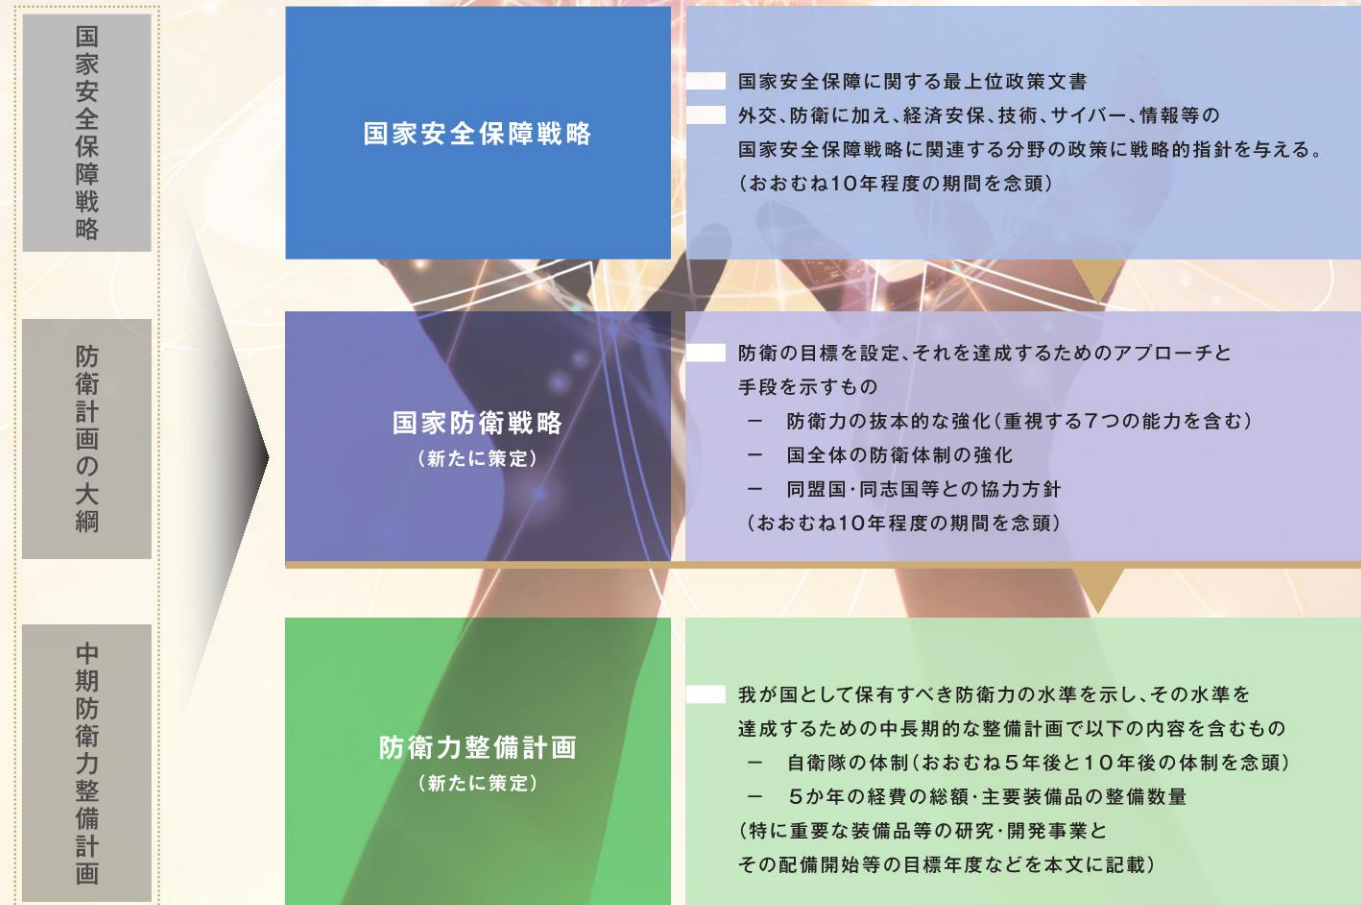 国家安全保障戦略
防衛計画の大綱
中期防衛力整備計画
国家安全保障戦略
国家安全保障に関する最上位政策文書
外交、防衛に加え、経済安保、技術、サイバー、情報等の
国家安全保障戦略に関連する分野の政策に戦略的指針を与える。
(おおむね10年程度の期間を念頭)
国家防衛戦略
(新たに策定)
防衛の目標を設定、それを達成するためのアプローチと
手段を示すもの
－ 防衛力の抜本的な強化(重視する7つの能力を含む)
－ 国全体の防衛体制の強化
－ 同盟国・同志国等との協力方針
(おおむね10年程度の期間を念頭)
防衛力整備計画
(新たに策定)
我が国として保有すべき防衛力の水準を示し、その水準を
達成するための中長期的な整備計画で以下の内容を含むもの
－ 自衛隊の体制(おおむね5年後と10年後の体制を念頭)
－ 5か年の経費の総額・主要装備品の整備数量
(特に重要な装備品等の研究・開発事業と
その配備開始等の目標年度などを本文に記載)